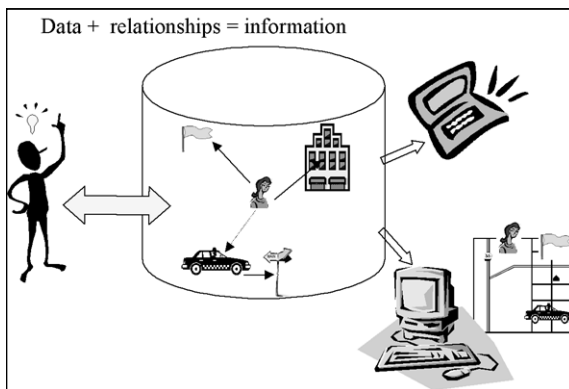 Data + relationships = information